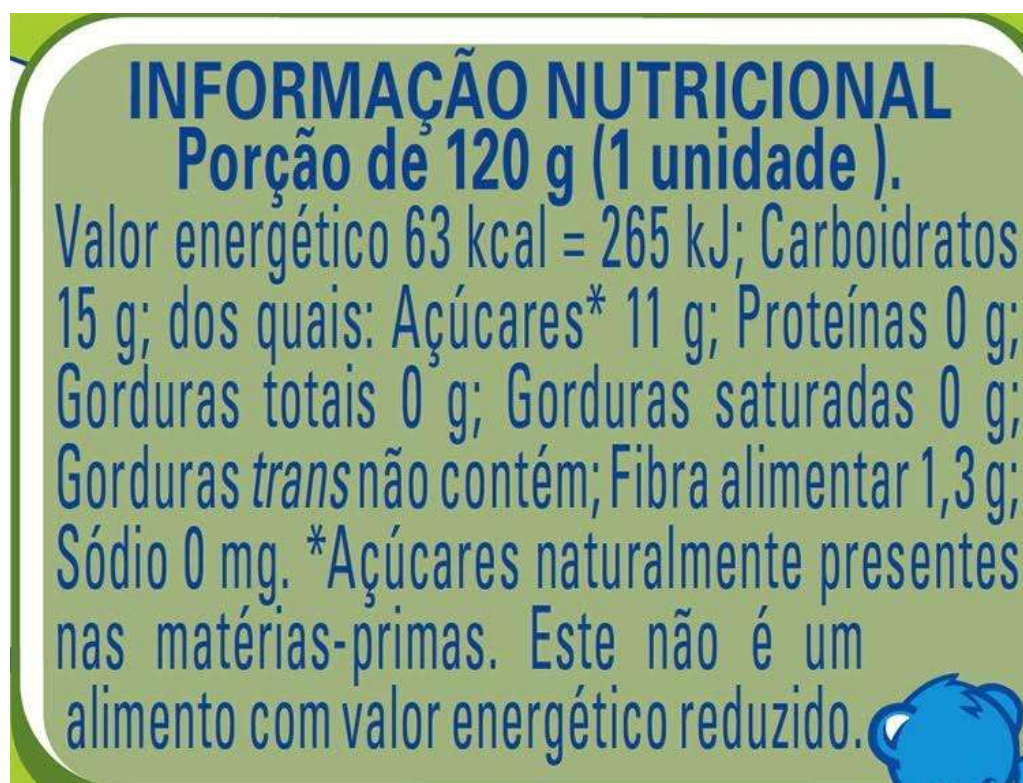 INFORMAÇÃO NUTRICIONAL
Porção de 120 g (1 unidade ).
Valor energético 63 kcal = 265 kJ; Carboidratos
15 g; dos quais: Açúcares* 11 g; Proteínas 0 g;
Gorduras totais 0 g; Gorduras saturadas 0 g;
Gorduras trans não contém; Fibra alimentar 1,3 g;
Sódio 0 mg. *Açúcares naturalmente presentes
nas matérias-primas. Este não é um
alimento com valor energético reduzido.